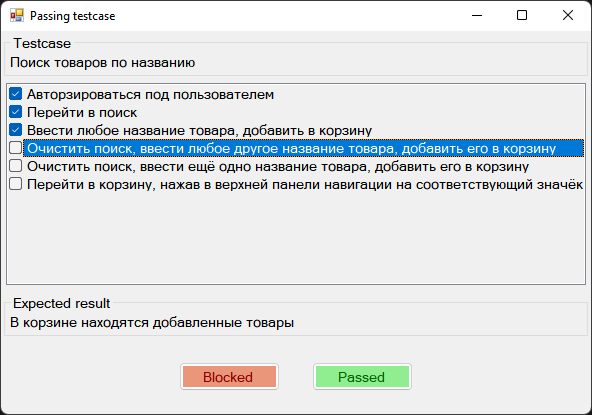 Passing testcase
Testcase
Поиск товаров по названию
Авторзироваться под пользователем
Перейти в поиск
Ввести любое название товара, добавить в корзину
Очистить поиск, ввести любое другое название товара, добавить его в корзину
Очистить поиск, ввести ещё одно название товара, добавить его в корзину
Перейти в корзину, нажав в верхней панели навигации на соответствующий значёк
Expected result
В корзине находятся добавленные товары
Blocked
Passed